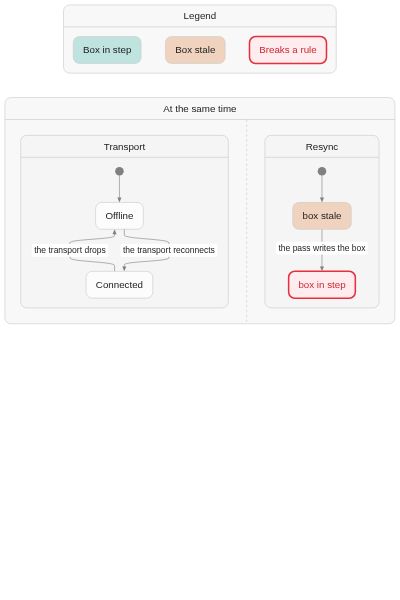 Legend
Box in step
Box stale
Breaks a rule
At the same time
Transport
Resync
Offline
box stale
the transport drops
the transport reconnects
the pass writes the box
Connected
box in step